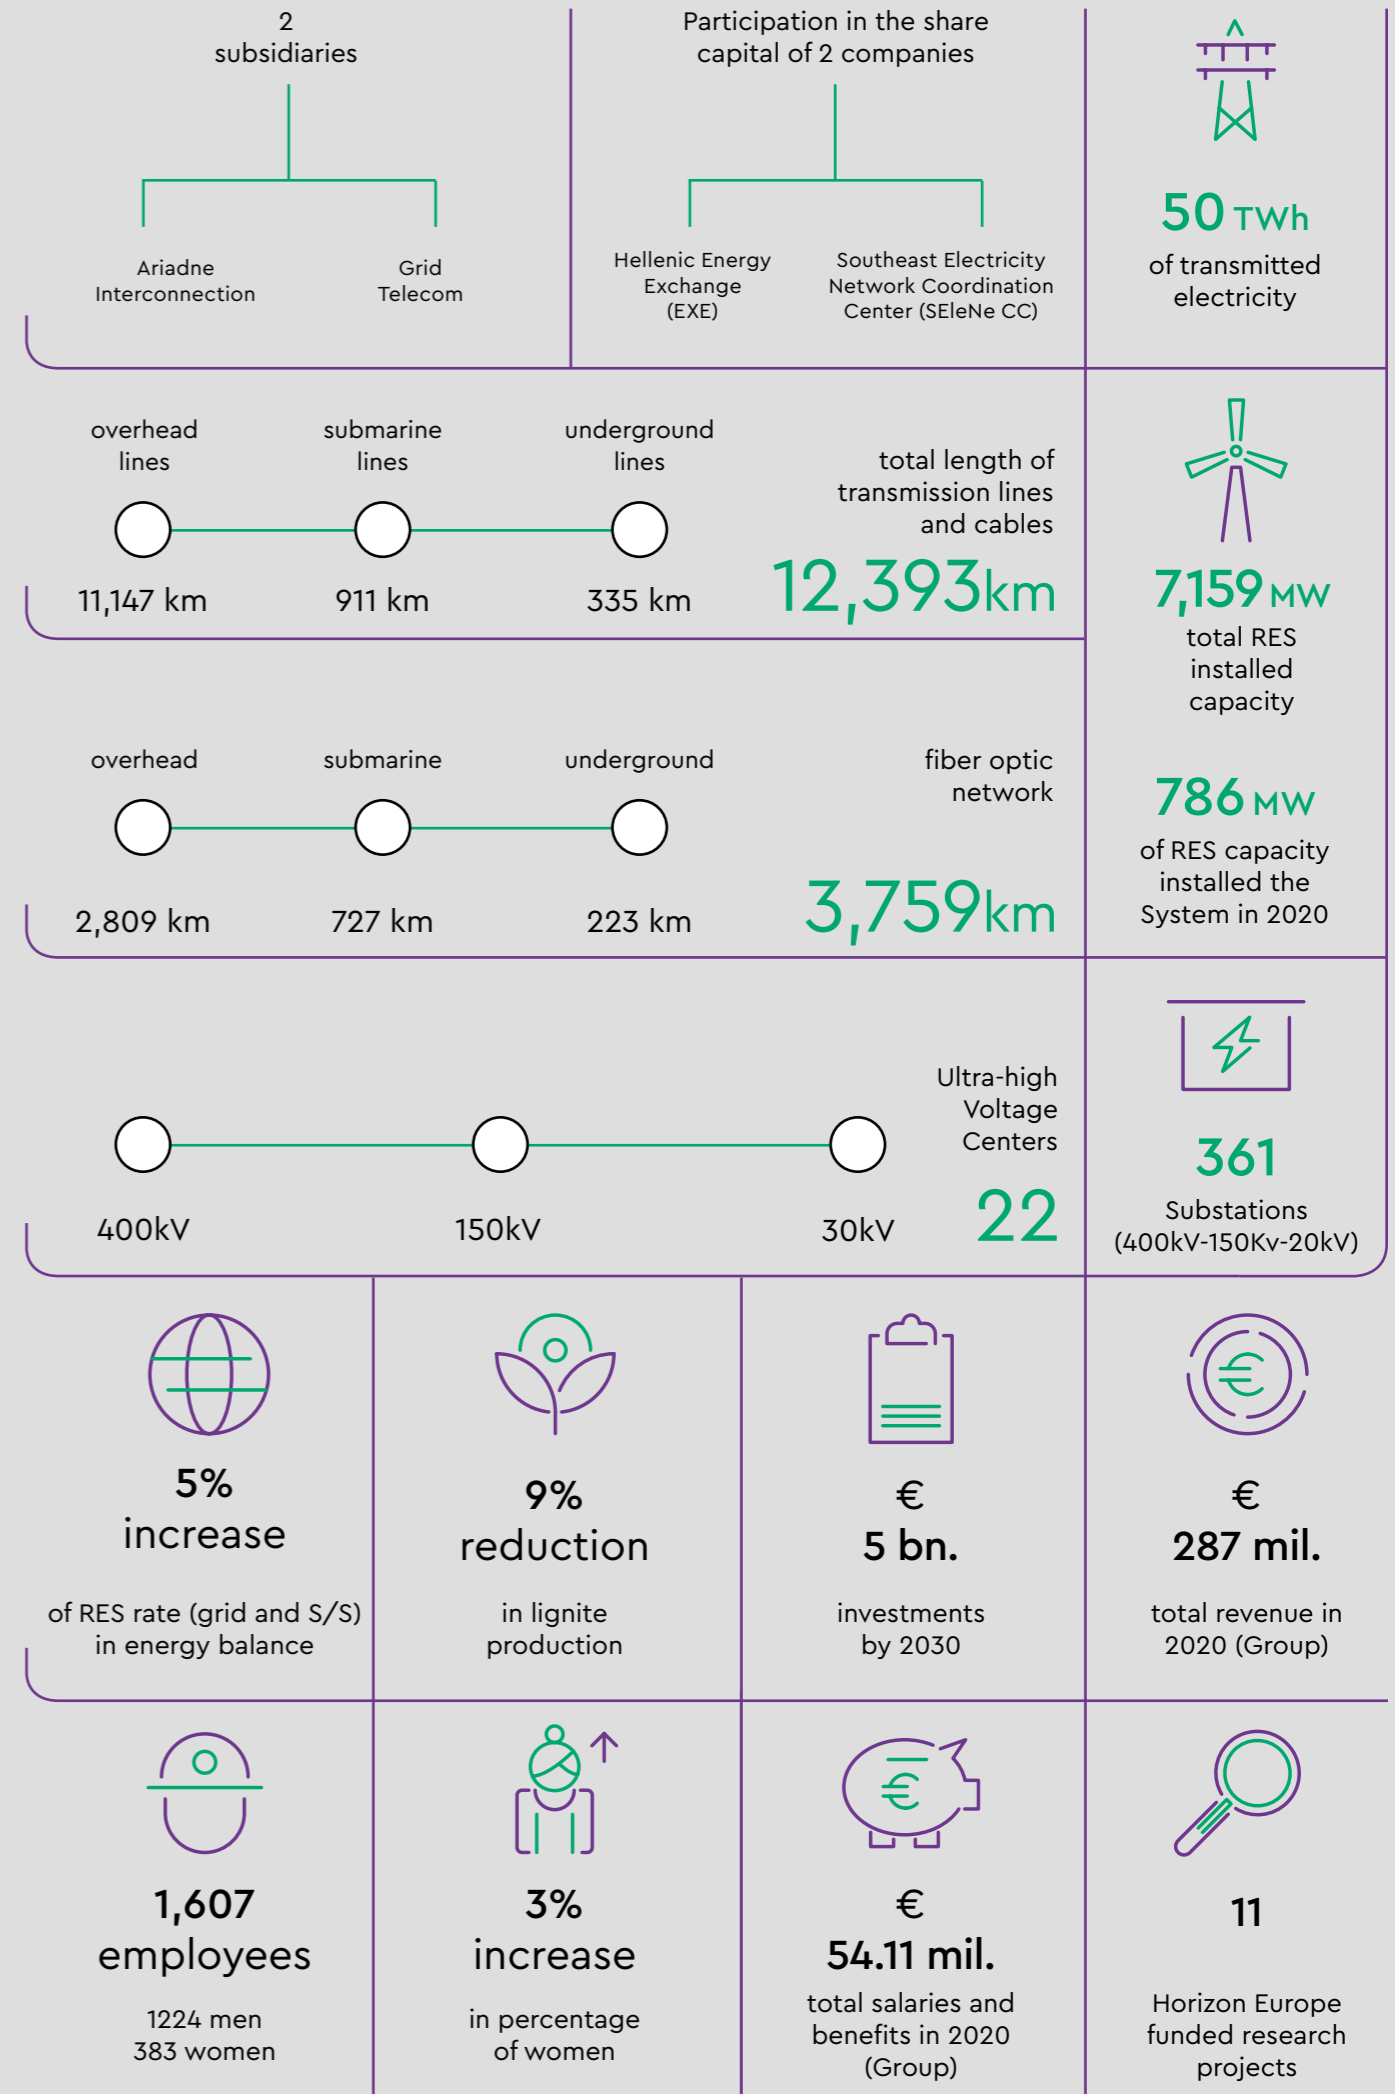 2
subsidiaries
Ariadne
Interconnection
Grid
Telecom
Participation in the share
capital of 2 companies
Hellenic Energy
Exchange
(EXE)
Southeast Electricity
Network Coordination
Center (SEleNe CC)
50 TWh
of transmitted
electricity
overhead
lines
11,147 km
submarine
lines
911 km
underground
lines
335 km
total length of
transmission lines
and cables
12,393km
7,159 MW
total RES
installed
capacity
786 MW
of RES capacity
installed the
System in 2020
overhead
2,809 km
submarine
727 km
underground
223 km
fiber optic
network
3,759km
400kV
150kV
30kV
Ultra-high
Voltage
Centers
22
361
Substations
(400kV-150Kv-20kV)
5%
increase
of RES rate (grid and S/S)
in energy balance
9%
reduction
in lignite
production
€
5 bn.
investments
by 2030
€
287 mil.
total revenue in
2020 (Group)
1,607
employees
1224 men
383 women
3%
increase
in percentage
of women
€
54.11 mil.
total salaries and
benefits in 2020
(Group)
11
Horizon Europe
funded research
projects